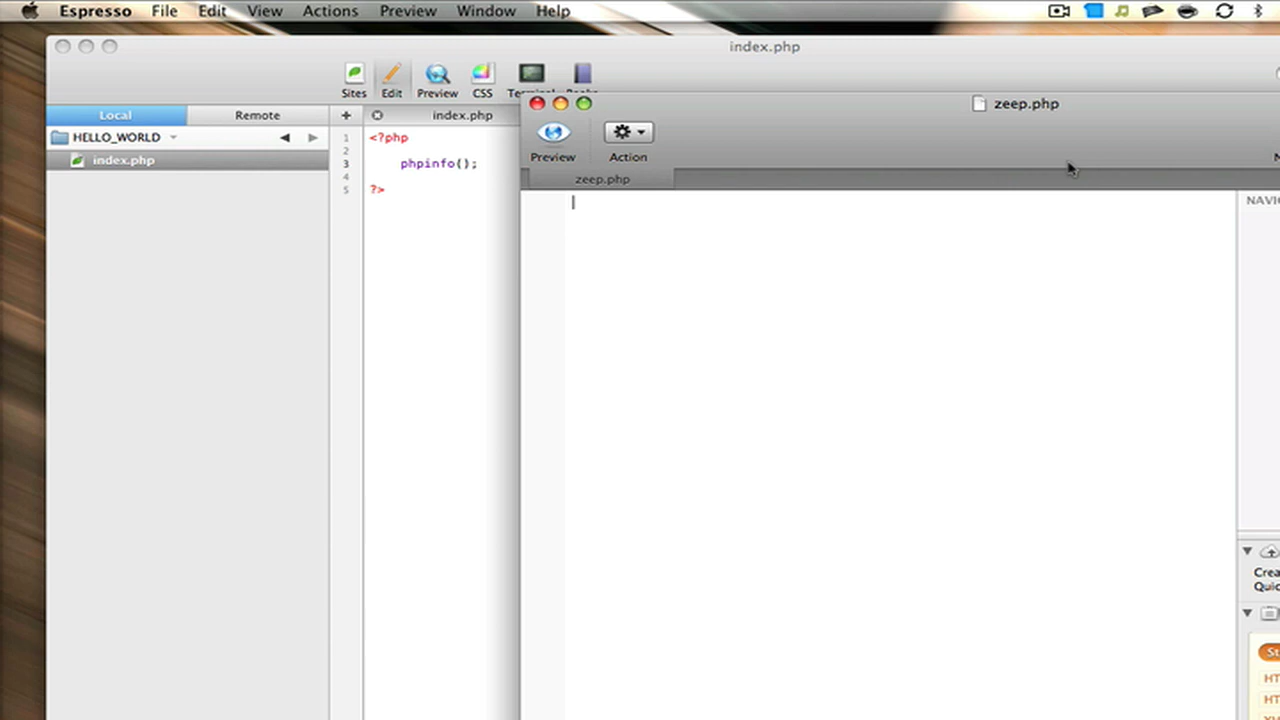 Espresso File Edit View Actions Preview Window Help
index.php
Sites Edit Preview CSS
Local Remote
index.php
HELLO_WORLD
index.php
1 <?php
2
3 phpinfo();
4
5 ?>
zeep.php
Preview Action
zeep.php